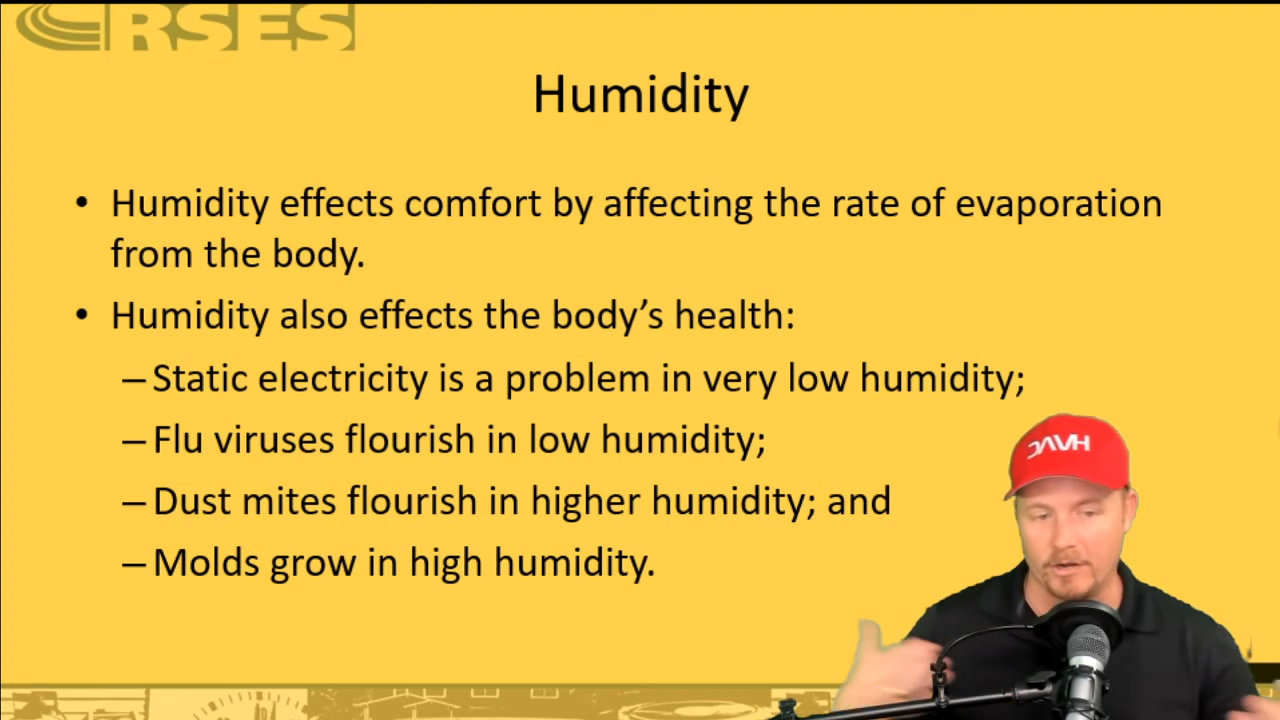 RSES
Humidity
• Humidity effects comfort by affecting the rate of evaporation
from the body.
• Humidity also effects the body's health:
– Static electricity is a problem in very low humidity;
– Flu viruses flourish in low humidity;
– Dust mites flourish in higher humidity; and
– Molds grow in high humidity.